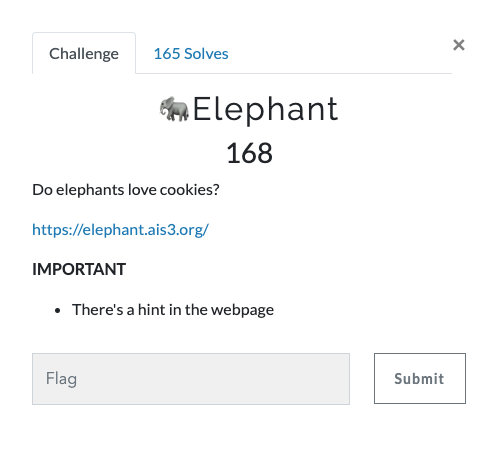 Challenge
165 Solves
×
🐘Elephant
168
Do elephants love cookies?
https://elephant.ais3.org/
IMPORTANT
• There's a hint in the webpage
Flag
Submit